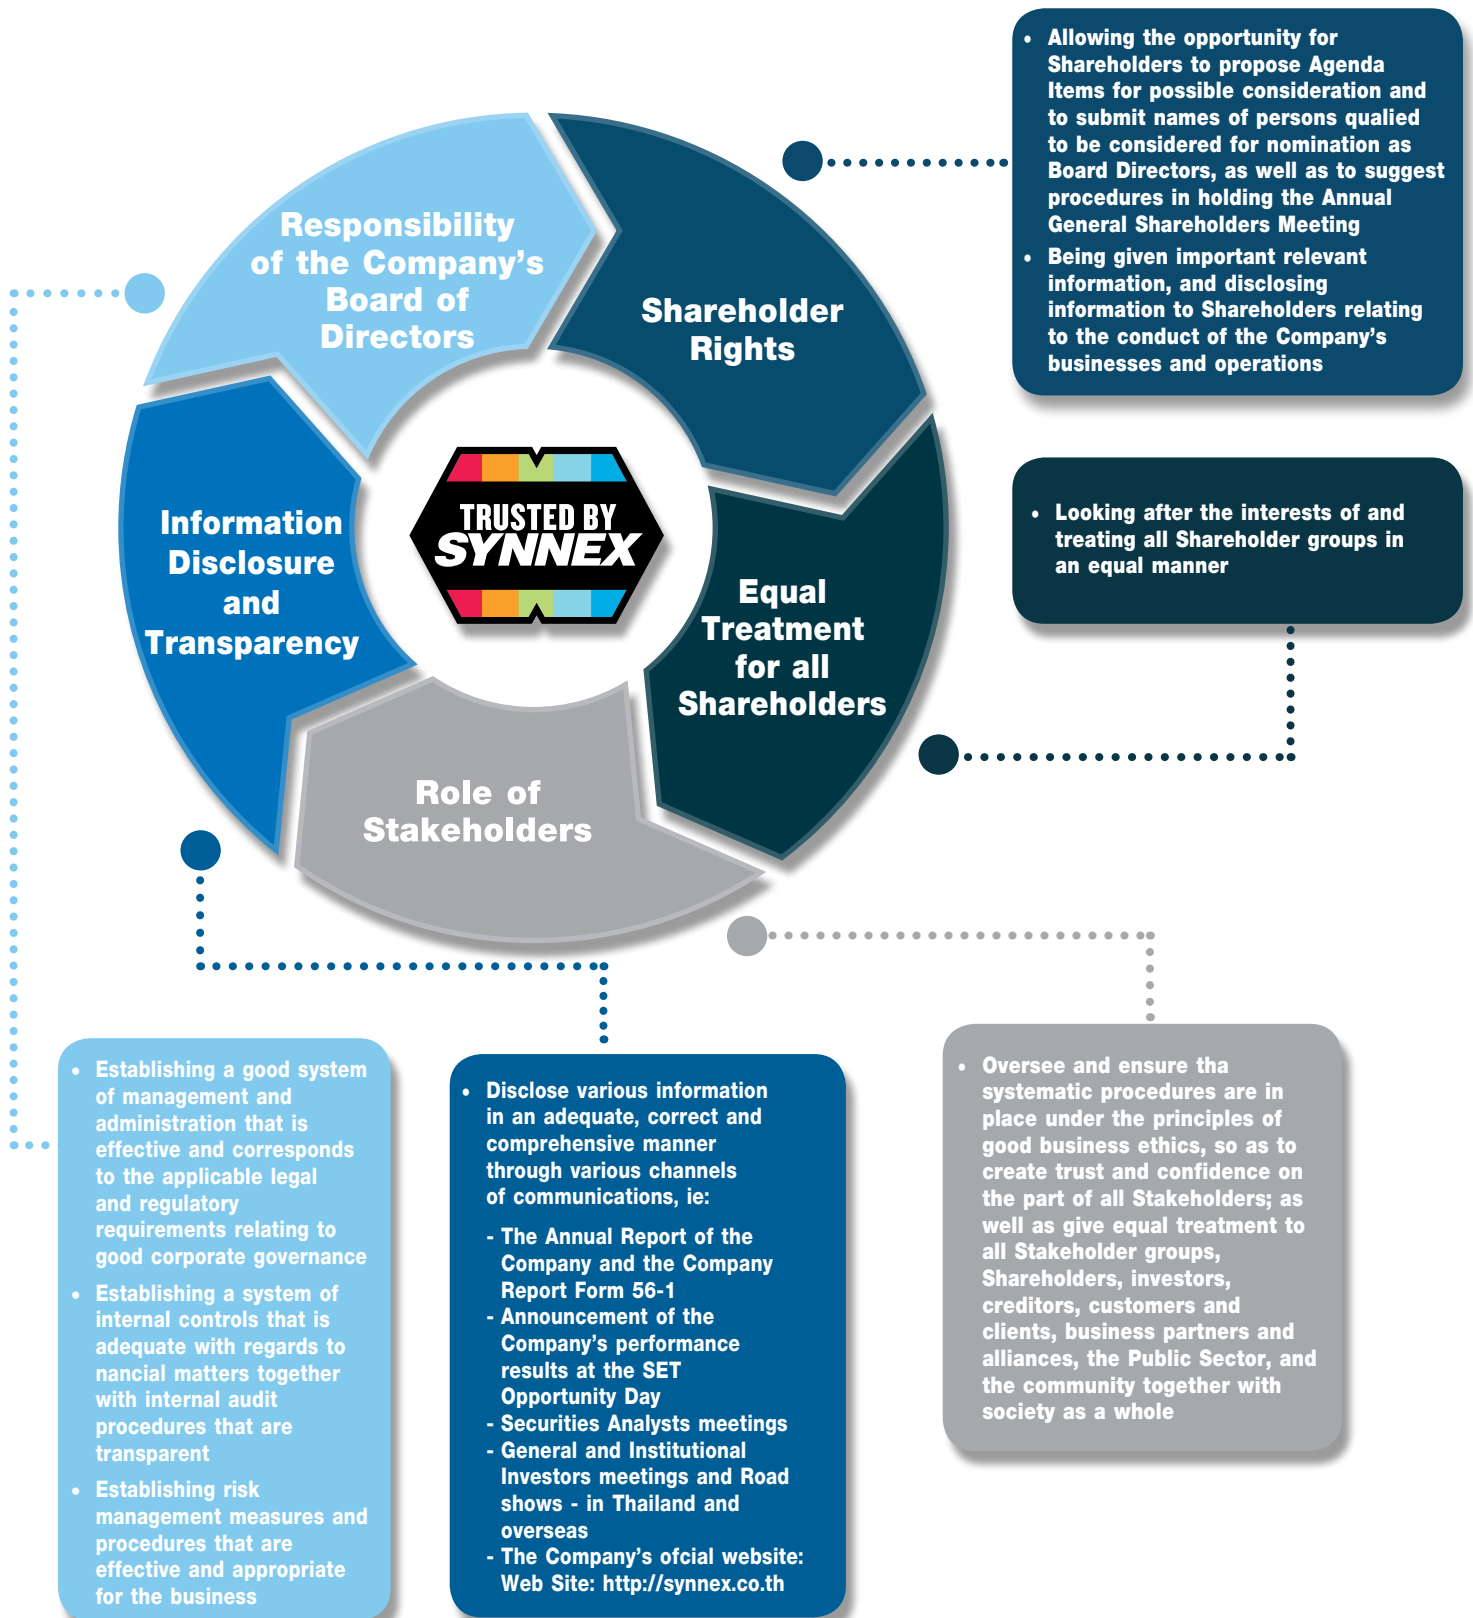 • Allowing the opportunity for
Shareholders to propose Agenda
Items for possible consideration and
to submit names of persons qualied
to be considered for nomination as
Board Directors, as well as to suggest
procedures in holding the Annual
General Shareholders Meeting
• Being given important relevant
information, and disclosing
information to Shareholders relating
to the conduct of the Company's
businesses and operations
Responsibility
of the Company's
Board of
Directors
Shareholder
Rights
• Looking after the interests of and
treating all Shareholder groups in
an equal manner
Information
Disclosure
and
Transparency
TRUSTED BY
SYNNEX
Equal
Treatment
for all
Shareholders
Role of
Stakeholders
• Establishing a good system
of management and
administration that is
effective and corresponds
to the applicable legal
and regulatory
requirements relating to
good corporate governance
• Establishing a system of
internal controls that is
adequate with regards to
nancial matters together
with internal audit
procedures that are
transparent
• Establishing risk
management measures and
procedures that are
effective and appropriate
for the business
• Disclose various information
in an adequate, correct and
comprehensive manner
through various channels
of communications, ie:
- The Annual Report of the
Company and the Company
Report Form 56-1
- Announcement of the
Company's performance
results at the SET
Opportunity Day
- Securities Analysts meetings
- General and Institutional
Investors meetings and Road
shows - in Thailand and
overseas
- The Company's ofcial website:
Web Site: http://synnex.co.th
• Oversee and ensure tha
systematic procedures are in
place under the principles of
good business ethics, so as to
create trust and confidence on
the part of all Stakeholders; as
well as give equal treatment to
all Stakeholder groups,
Shareholders, investors,
creditors, customers and
clients, business partners and
alliances, the Public Sector, and
the community together with
society as a whole